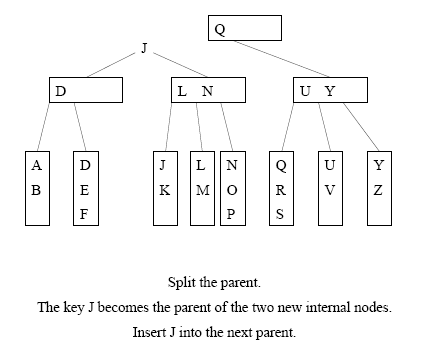 Q
J
D
L N
U Y
A D J L N Q U Y
B E K M O R V Z
F P S
Split the parent.
The key J becomes the parent of the two new internal nodes.
Insert J into the next parent.